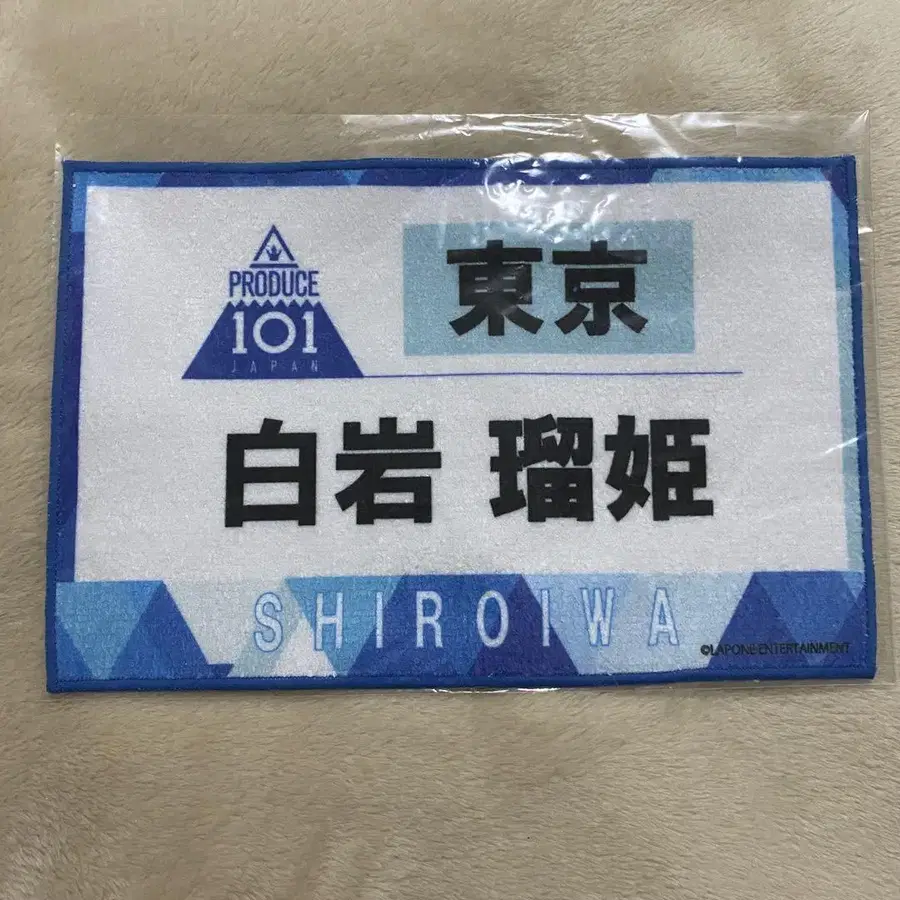 PRODUCE
101
JAPAN
東京
白岩 瑠姫
SHIROIWA
©LAPONE ENTERTAINMENT